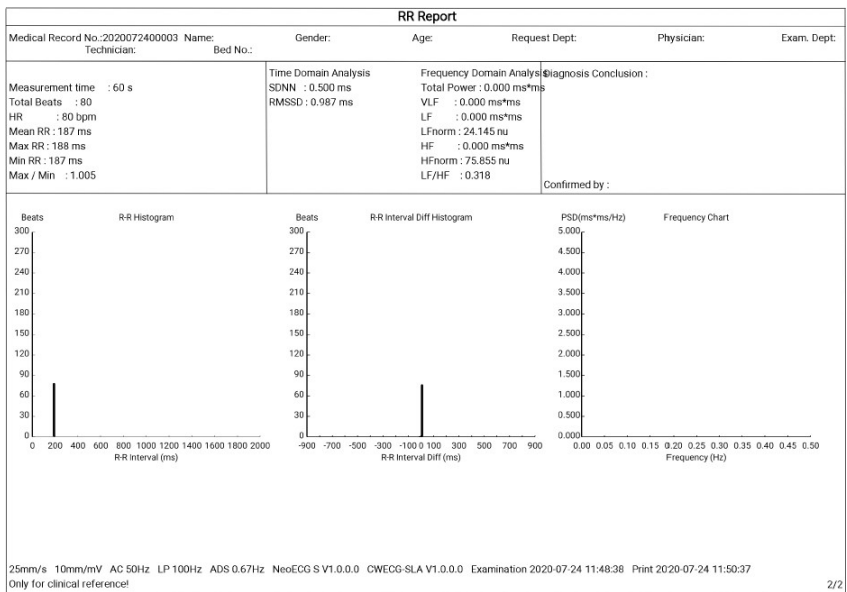 RR Report
Medical Record No.:2020072400003 Name: Gender: Age: Request Dept: Physician: Exam. Dept:
Technician: Bed No.:
Measurement time : 60 s
Total Beats : 80
HR : 80 bpm
Mean RR : 187 ms
Max RR : 188 ms
Min RR : 187 ms
Max / Min : 1.005
Time Domain Analysis
SDNN : 0.500 ms
RMSSD : 0.987 ms
Frequency Domain Analysis
Total Power : 0.000 ms*ms
VLF : 0.000 ms*ms
LF : 0.000 ms*ms
LFnorm : 24.145 nu
HF : 0.000 ms*ms
HFnorm : 75.855 nu
LF/HF : 0.318
Diagnosis Conclusion :
Confirmed by :
Beats R-R Histogram
300
270
240
210
180
150
120
90
60
30
0
0 200 400 600 800 1000 1200 1400 1600 1800 2000
R-R Interval (ms)
Beats R-R Interval Diff Histogram
300
270
240
210
180
150
120
90
60
30
0
-900 -700 -500 -300 -100 0 100 300 500 700 900
R-R Interval Diff (ms)
PSD(ms*ms/Hz) Frequency Chart
5.000
4.500
4.000
3.500
3.000
2.500
2.000
1.500
1.000
0.500
0.000
0.00 0.05 0.10 0.15 0.20 0.25 0.30 0.35 0.40 0.45 0.50
Frequency (Hz)
25mm/s 10mm/mV AC 50Hz LP 100Hz ADS 0.67Hz NeoECG S V1.0.0.0 CWECG-SLA V1.0.0.0 Examination 2020-07-24 11:48:38 Print 2020-07-24 11:50:37
Only for clinical reference! 2/2